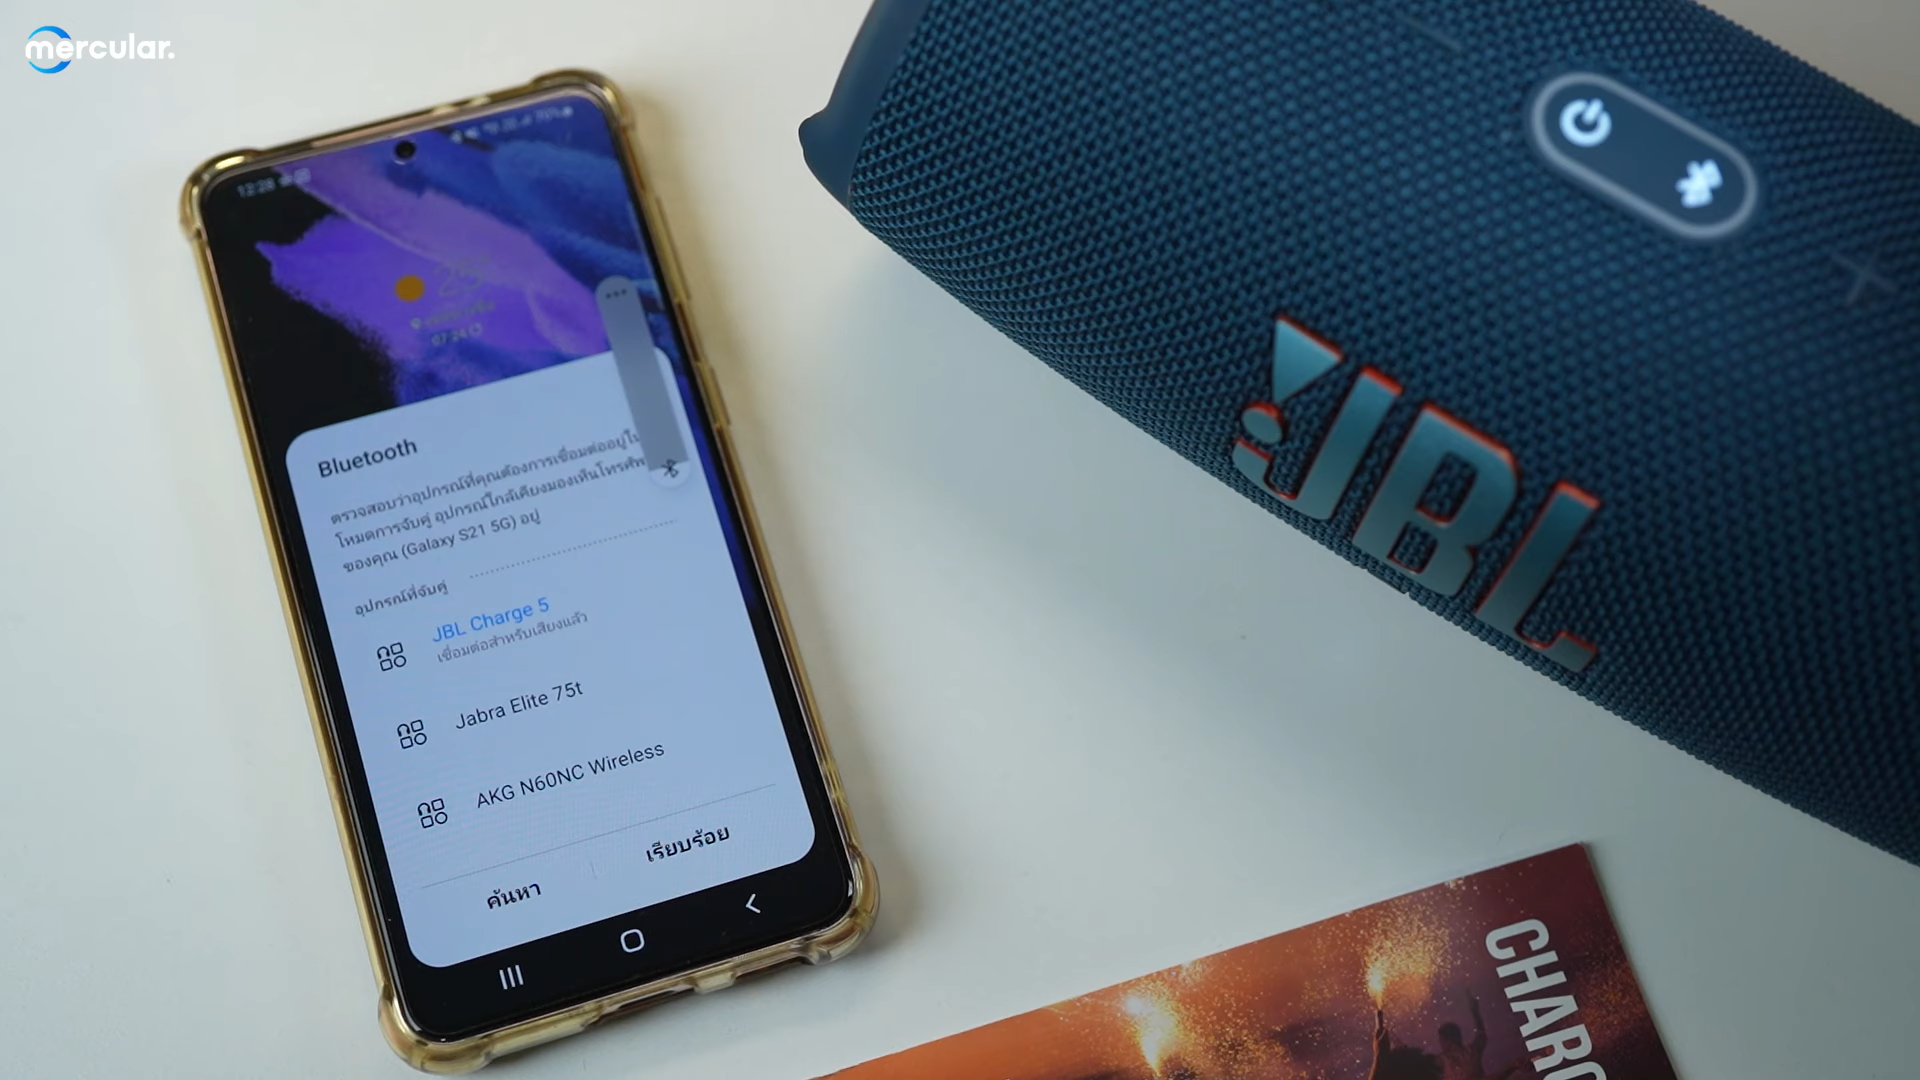 mercular.
12:28
07:24
Bluetooth
ตรวจสอบว่าอุปกรณ์ที่คุณต้องการเชื่อมต่ออยู่ใน
โหมดการจับคู่ อุปกรณ์ใกล้เคียงมองเห็นโทรศัพ
ของคุณ (Galaxy S21 5G) อยู่
อุปกรณ์ที่จับคู่
JBL Charge 5
เชื่อมต่อสำหรับเสียงแล้ว
Jabra Elite 75t
AKG N60NC Wireless
ค้นหา
เรียบร้อย
JBL
CHARG